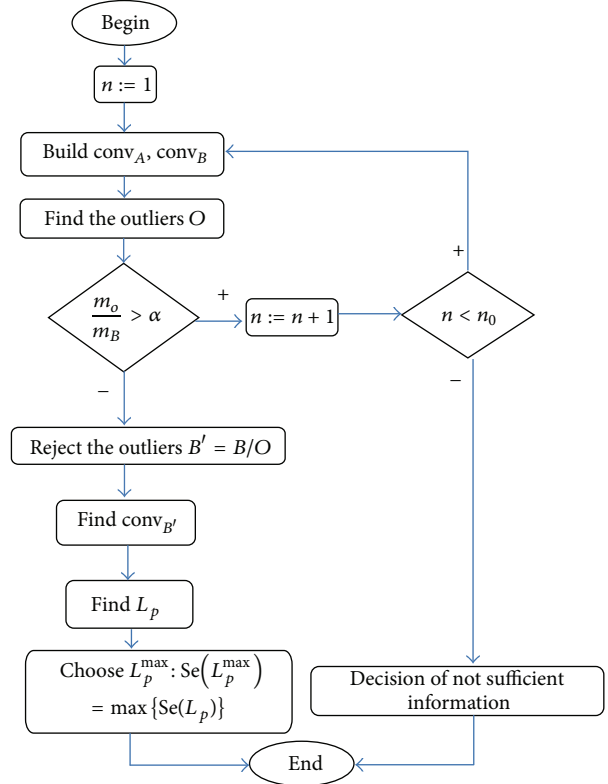 Begin
n := 1
Build conv_A, conv_B
Find the outliers O
m_o
m_B
> α
+
n := n + 1
n < n_0
+
−
−
Reject the outliers B′ = B/O
Find conv_B′
Find L_p
Choose L_p^max : Se(L_p^max)
= max {Se(L_p)}
Decision of not sufficient
information
End